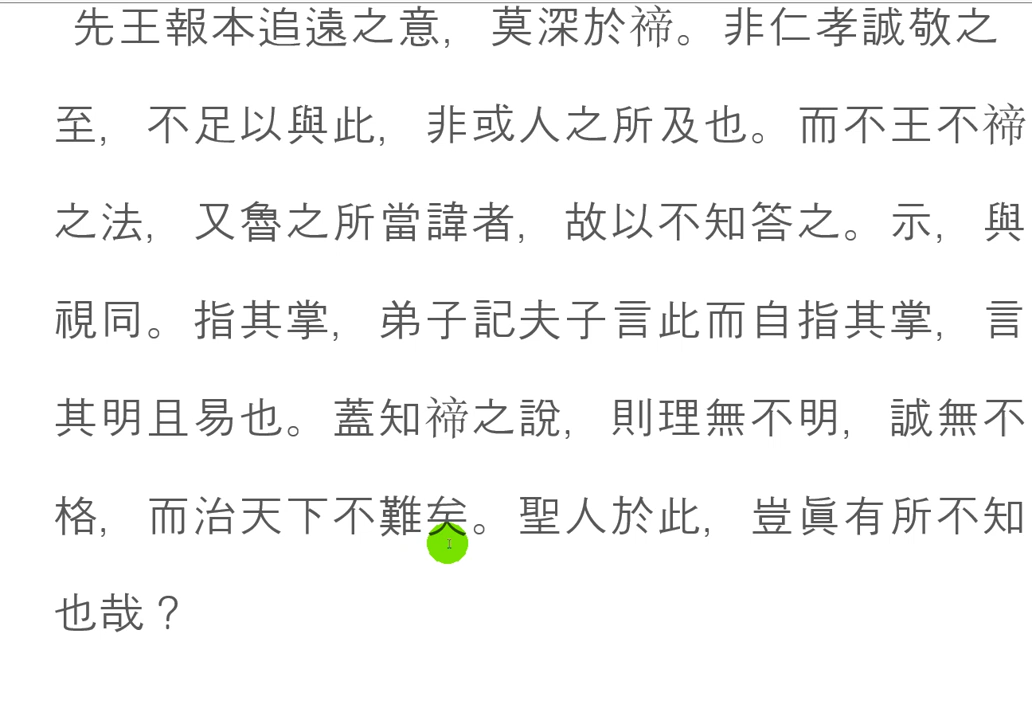 先王報本追遠之意，莫深於禘。非仁孝誠敬之
至，不足以與此，非或人之所及也。而不王不禘
之法，又魯之所當諱者，故以不知答之。示，與
視同。指其掌，弟子記夫子言此而自指其掌，言
其明且易也。蓋知禘之說，則理無不明，誠無不
格，而治天下不難矣。聖人於此，豈眞有所不知
也哉？